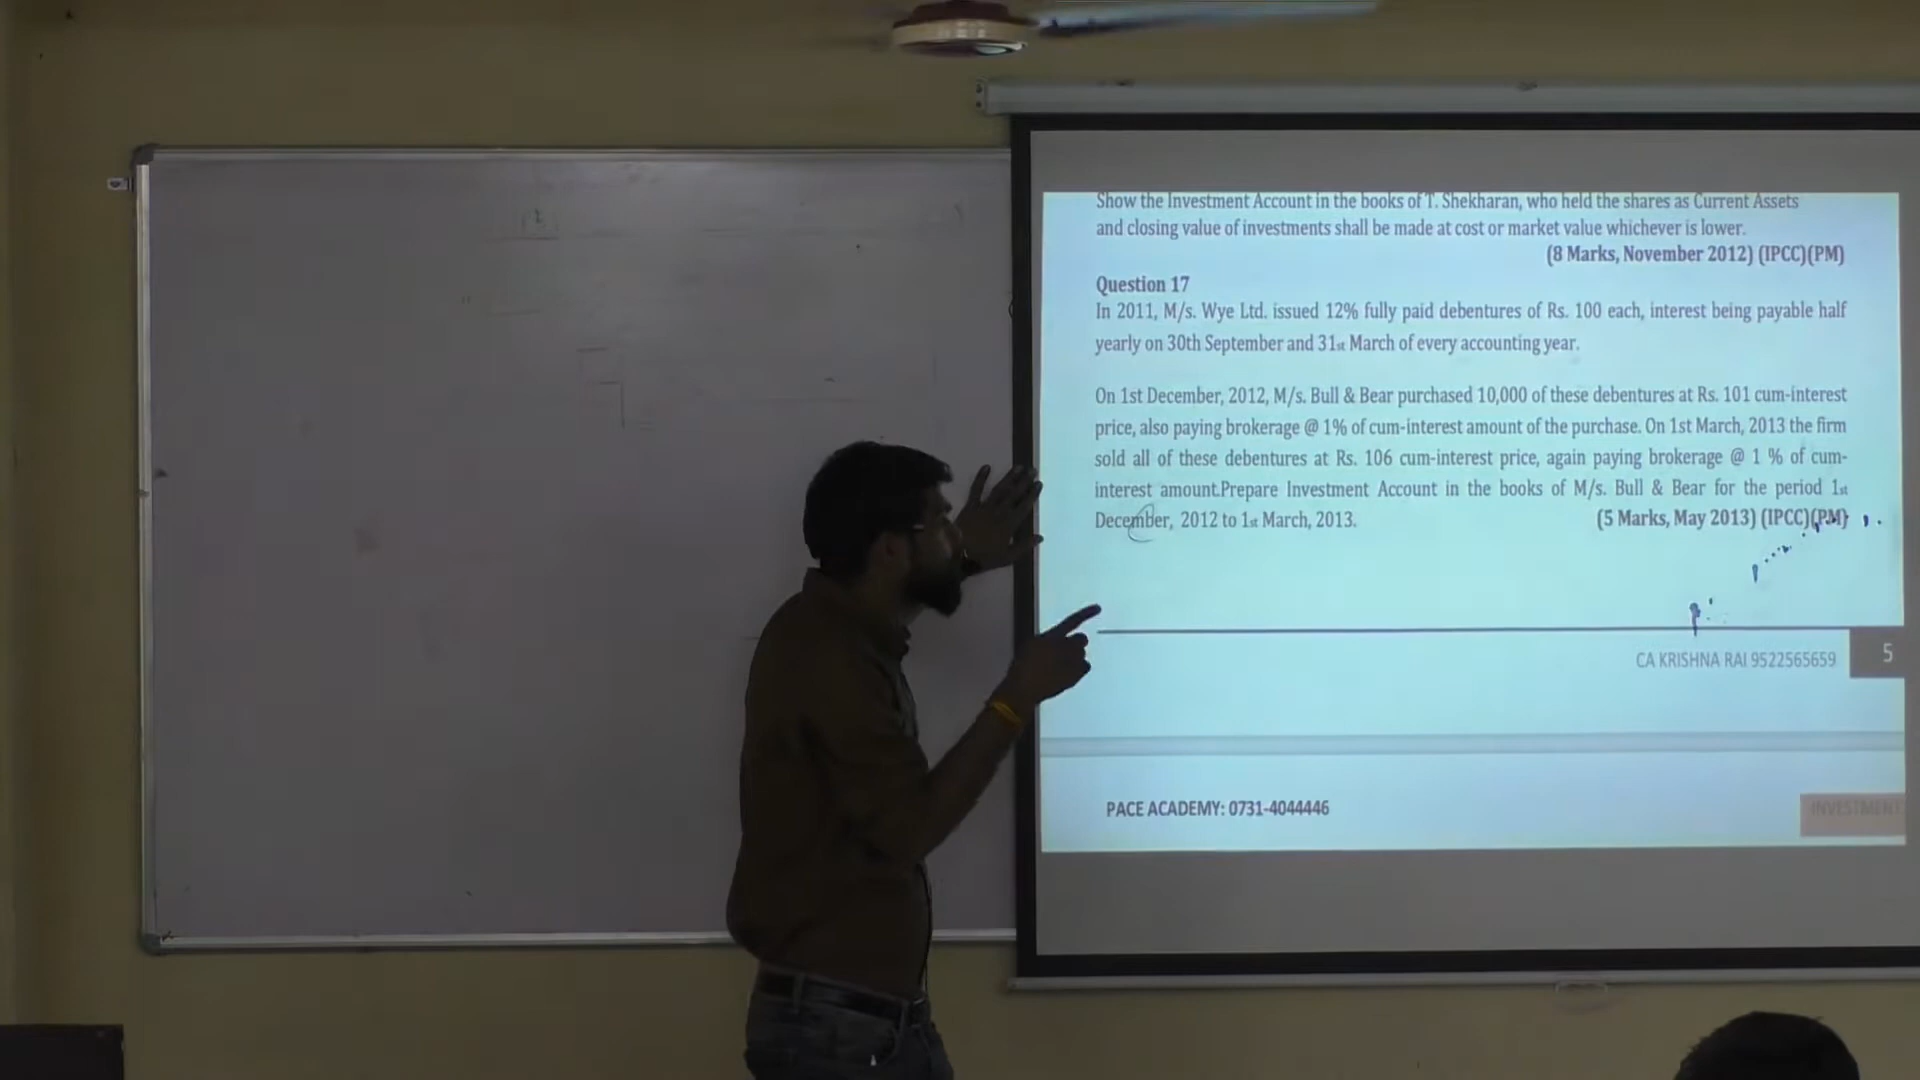 Show the Investment Account in the books of T. Shekharan, who held the shares as Current Assets
and closing value of investments shall be made at cost or market value whichever is lower.
(8 Marks, November 2012) (IPCC)(PM)
Question 17
In 2011, M/s. Wye Ltd. issued 12% fully paid debentures of Rs. 100 each, interest being payable half
yearly on 30th September and 31st March of every accounting year.
On 1st December, 2012, M/s. Bull & Bear purchased 10,000 of these debentures at Rs. 101 cum-interest
price, also paying brokerage @ 1% of cum-interest amount of the purchase. On 1st March, 2013 the firm
sold all of these debentures at Rs. 106 cum-interest price, again paying brokerage @ 1 % of cum-
interest amount.Prepare Investment Account in the books of M/s. Bull & Bear for the period 1st
December, 2012 to 1st March, 2013.
(5 Marks, May 2013) (IPCC)(PM)
CA KRISHNA RAI 9522565659
5
PACE ACADEMY: 0731-4044446
INVESTMENT